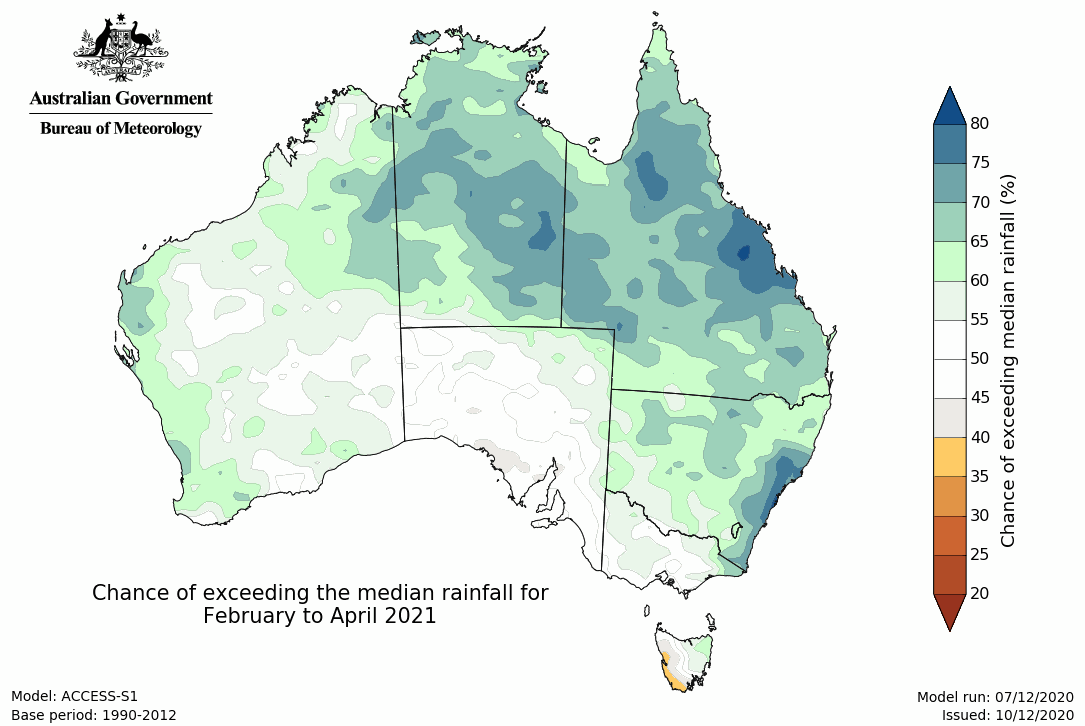 Australian Government
Bureau of Meteorology
80
75
70
65
60
55
50
45
40
35
30
25
20
Chance of exceeding median rainfall (%)
Chance of exceeding the median rainfall for
February to April 2021
Model: ACCESS-S1
Base period: 1990-2012
Model run: 07/12/2020
Issued: 10/12/2020